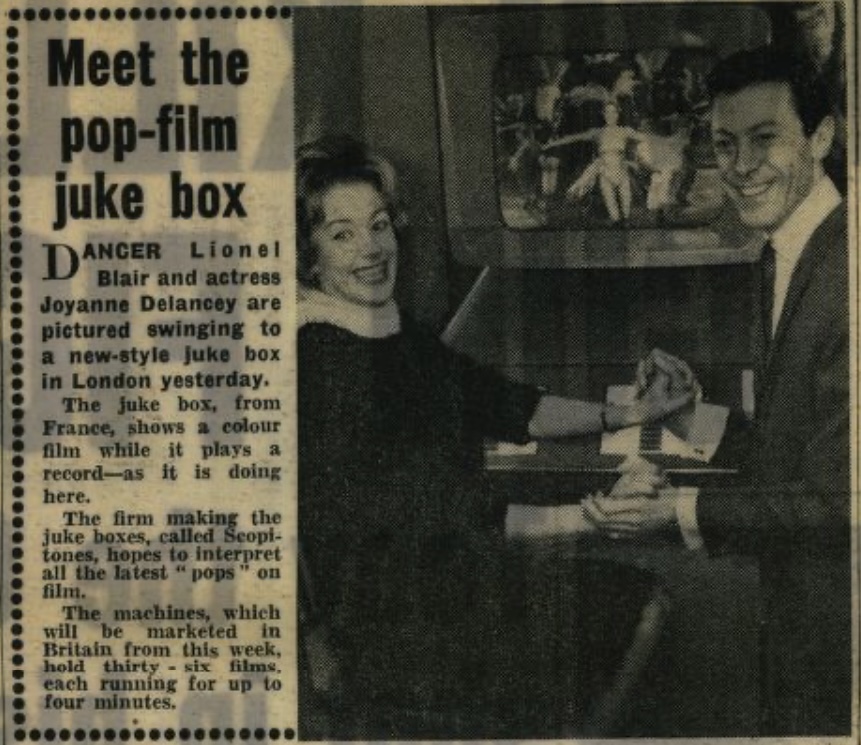 Meet the
pop-film
juke box
DANCER Lionel
Blair and actress
Joyanne Delancey are
pictured swinging to
a new-style juke box
in London yesterday.
The juke box, from
France, shows a colour
film while it plays a
record—as it is doing
here.
The firm making the
juke boxes, called Scopi-
tones, hopes to interpret
all the latest “ pops ” on
film.
The machines, which
will be marketed in
Britain from this week,
hold thirty - six films,
each running for up to
four minutes.